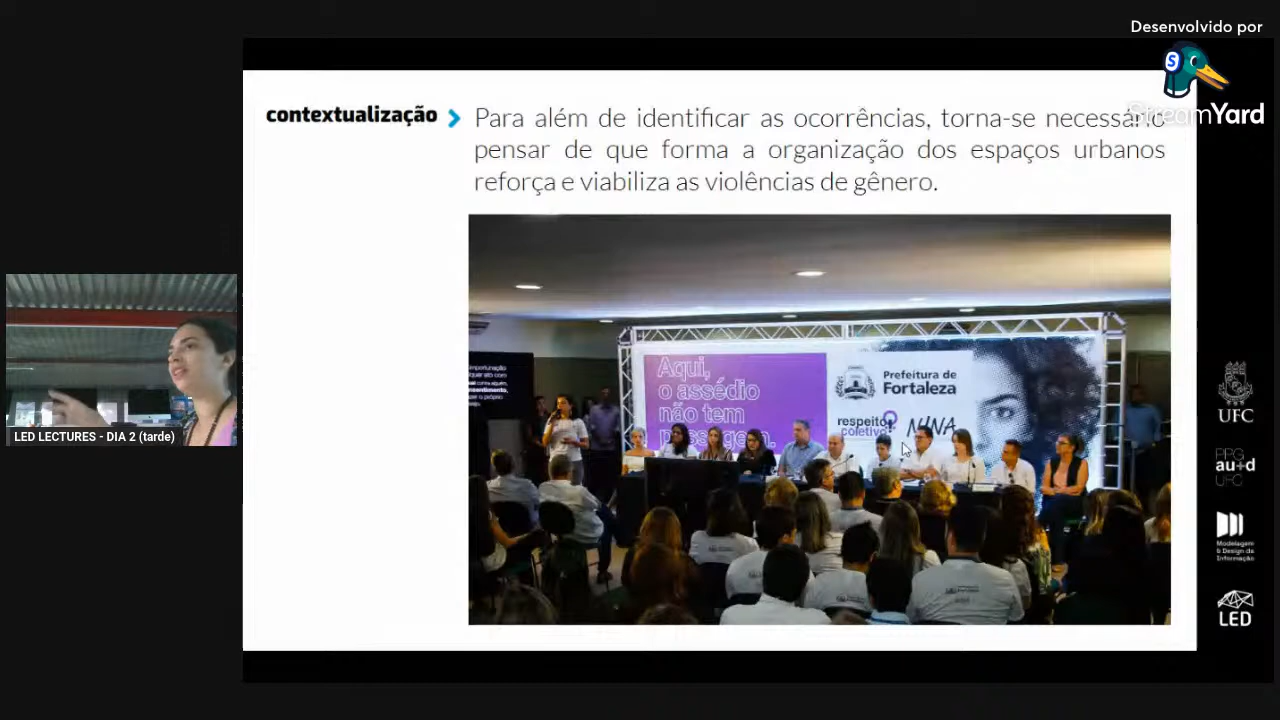 Desenvolvido por
StreamYard
contextualização
Para além de identificar as ocorrências, torna-se necessário
pensar de que forma a organização dos espaços urbanos
reforça e viabiliza as violências de gênero.
Aqui,
o assédio
não tem
passagem.
Prefeitura de
Fortaleza
respeito
coletivo
NINA
LED LECTURES - DIA 2 (tarde)
UFC
PPG
au+d
UFC
Modelagem
& Design da
Informação
LED